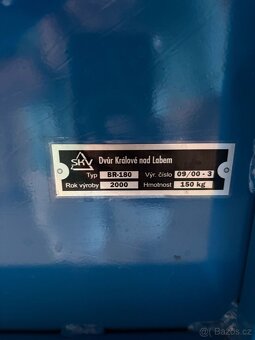 SKV
Dvůr Králové nad Labem
Typ BR-180 Výr. číslo 09/00 - 3
Rok výroby 2000 Hmotnost 150 kg
bazos.cz